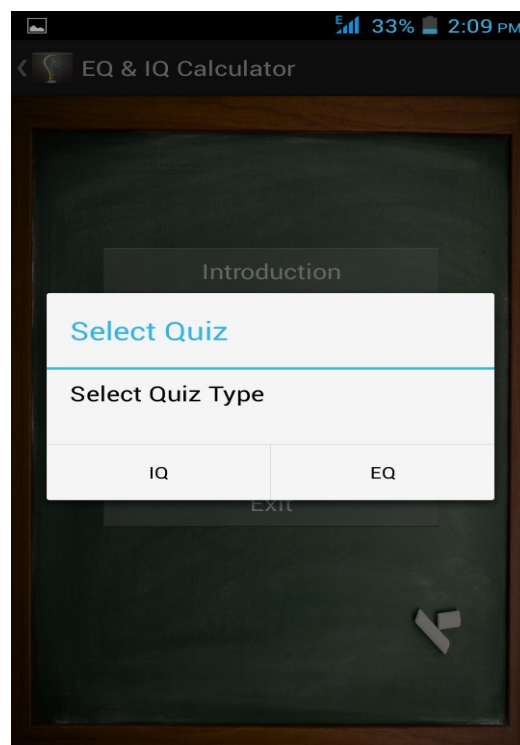 E 33% 2:09 PM
EQ & IQ Calculator
Introduction
Select Quiz
Select Quiz Type
IQ EQ
Exit